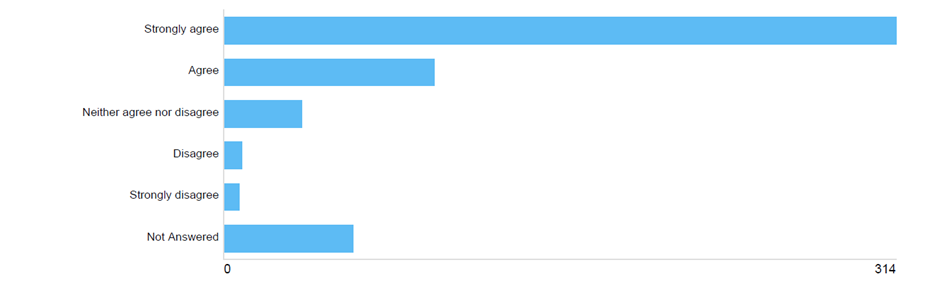 Strongly agree
Agree
Neither agree nor disagree
Disagree
Strongly disagree
Not Answered
0 314